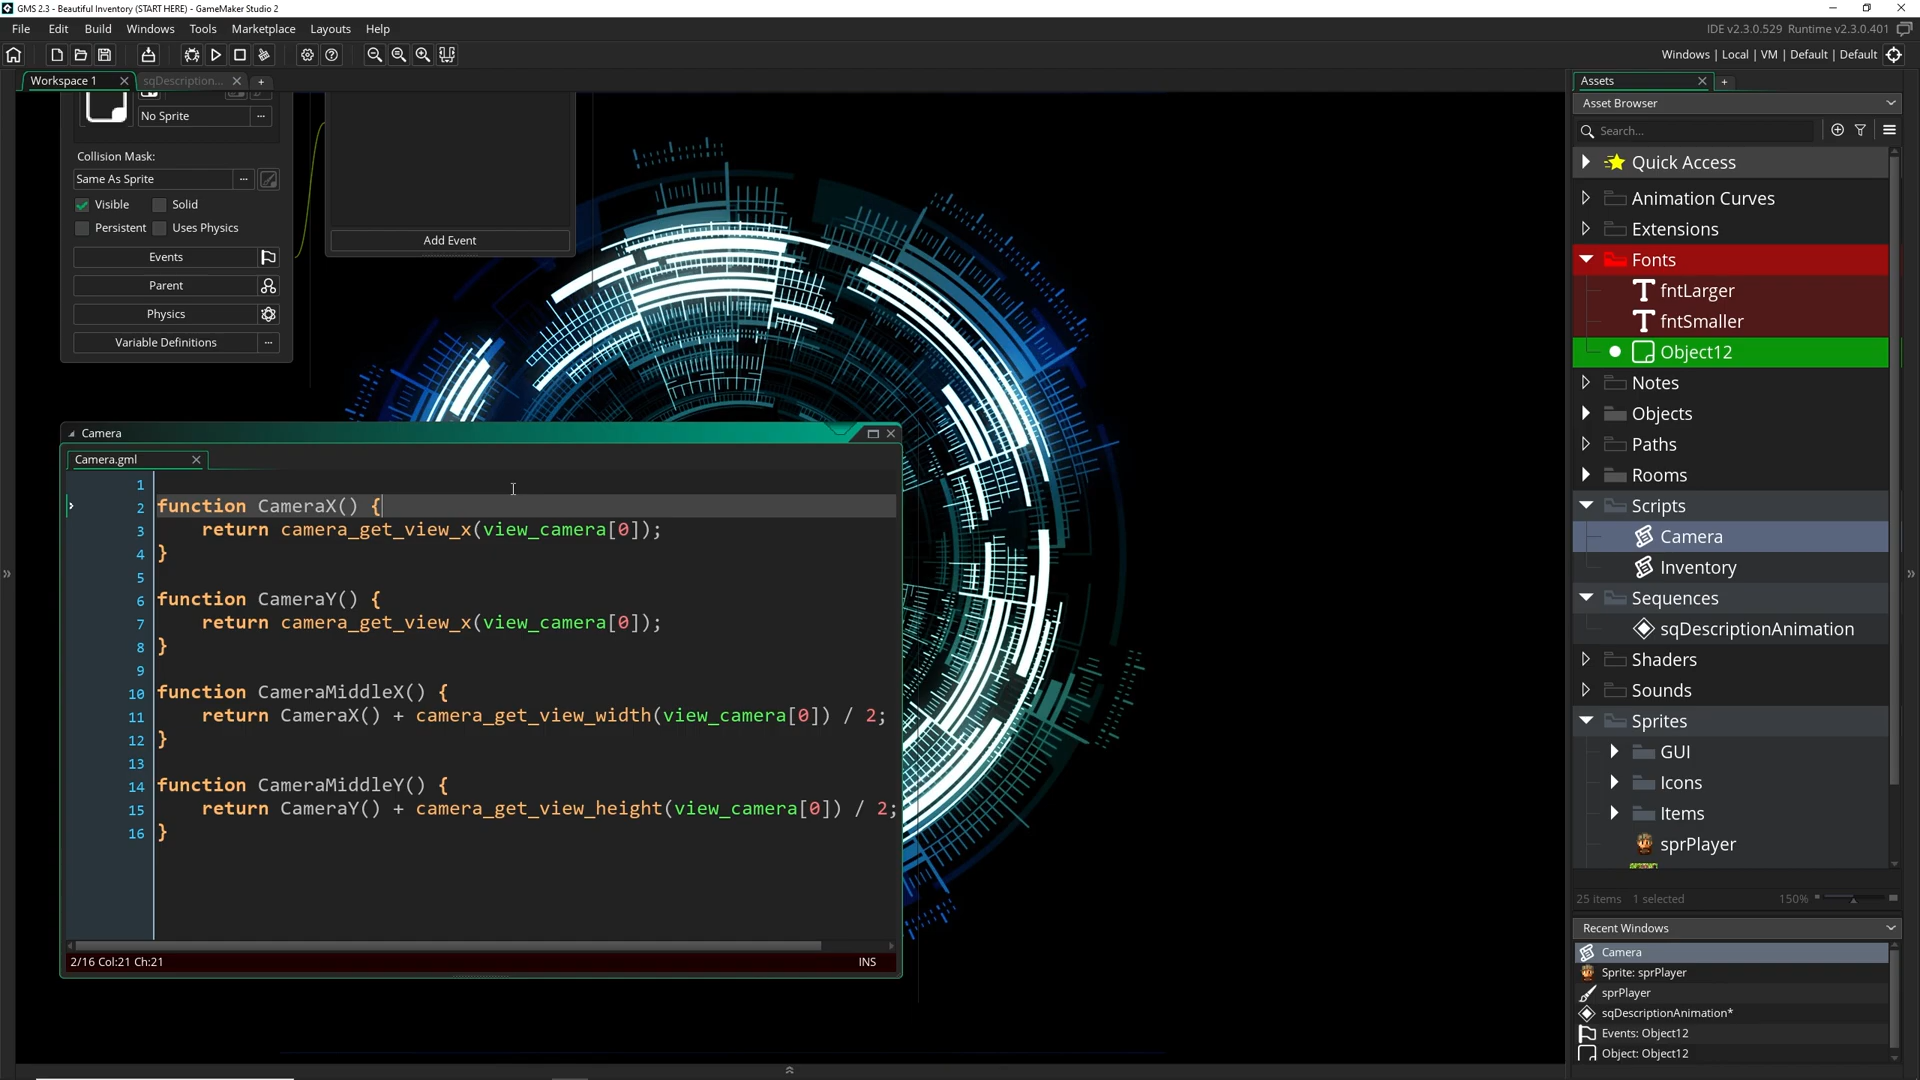 GMS 2.3 - Beautiful Inventory (START HERE) - GameMaker Studio 2
File Edit Build Windows Tools Marketplace Layouts Help
IDE v2.3.0.529 Runtime v2.3.0.401
Windows | Local | VM | Default | Default
Workspace 1
sqDescription...
No Sprite
...
Collision Mask:
Same As Sprite
...
Visible
Solid
Persistent
Uses Physics
Events
Parent
Physics
Variable Definitions
...
Add Event
Camera
Camera.gml
1
2 function CameraX() {
3 return camera_get_view_x(view_camera[0]);
4 }
5
6 function CameraY() {
7 return camera_get_view_x(view_camera[0]);
8 }
9
10 function CameraMiddleX() {
11 return CameraX() + camera_get_view_width(view_camera[0]) / 2;
12 }
13
14 function CameraMiddleY() {
15 return CameraY() + camera_get_view_height(view_camera[0]) / 2;
16 }
2/16 Col:21 Ch:21
INS
Assets
Asset Browser
Search...
Quick Access
Animation Curves
Extensions
Fonts
fntLarger
fntSmaller
Object12
Notes
Objects
Paths
Rooms
Scripts
Camera
Inventory
Sequences
sqDescriptionAnimation
Shaders
Sounds
Sprites
GUI
Icons
Items
sprPlayer
25 items 1 selected
150%
Recent Windows
Camera
Sprite: sprPlayer
sprPlayer
sqDescriptionAnimation*
Events: Object12
Object: Object12